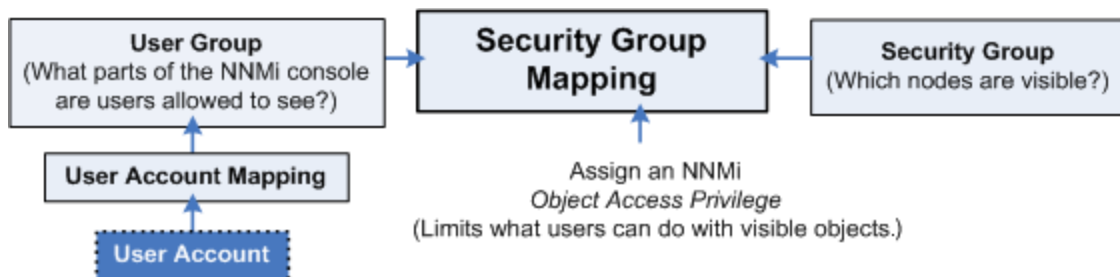 User Group
(What parts of the NNMi console
are users allowed to see?)
Security Group
Mapping
Security Group
(Which nodes are visible?)
User Account Mapping
Assign an NNMi
Object Access Privilege
(Limits what users can do with visible objects.)
User Account